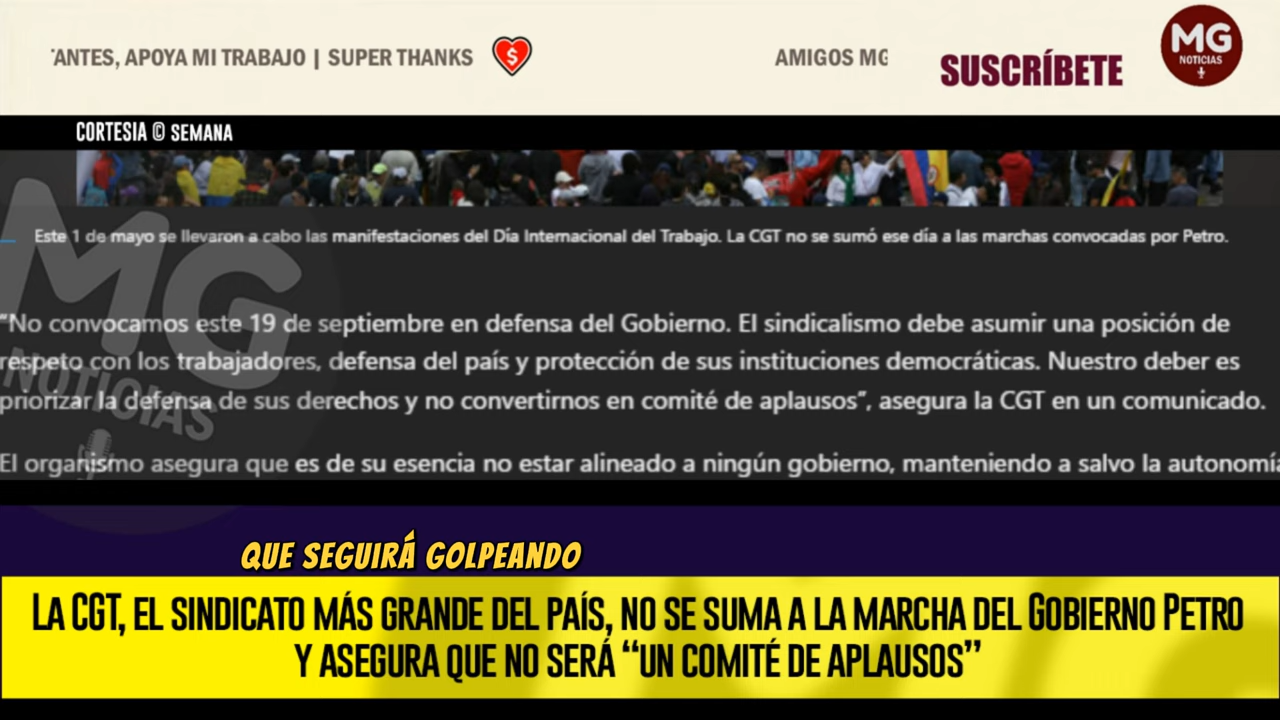 'ANTES, APOYA MI TRABAJO | SUPER THANKS
AMIGOS MG
SUSCRÍBETE
MG
NOTICIAS
CORTESIA © SEMANA
Este 1 de mayo se llevaron a cabo las manifestaciones del Día Internacional del Trabajo. La CGT no se sumó ese día a las marchas convocadas por Petro.
"No convocamos este 19 de septiembre en defensa del Gobierno. El sindicalismo debe asumir una posición de
respeto con los trabajadores, defensa del país y protección de sus instituciones democráticas. Nuestro deber es
priorizar la defensa de sus derechos y no convertirnos en comité de aplausos", asegura la CGT en un comunicado.
El organismo asegura que es de su esencia no estar alineado a ningún gobierno, manteniendo a salvo la autonomía
MG
NOTICIAS
QUE SEGUIRÁ GOLPEANDO
LA CGT, EL SINDICATO MÁS GRANDE DEL PAÍS, NO SE SUMA A LA MARCHA DEL GOBIERNO PETRO
Y ASEGURA QUE NO SERÁ “UN COMITÉ DE APLAUSOS”